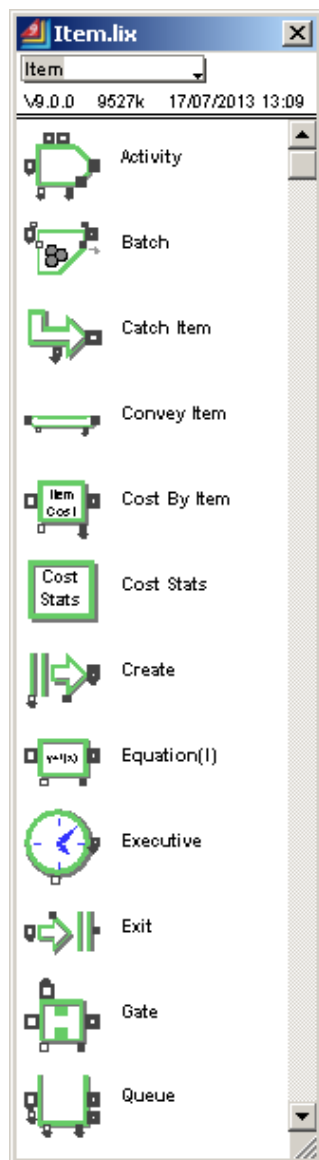 Item.lix
Item
V9.0.0 9527k 17/07/2013 13:09
Activity
Batch
Catch Item
Convey Item
Item
Cost
Cost By Item
Cost
Stats
Cost Stats
Create
y=f(x)
Equation(I)
Executive
Exit
Gate
Queue